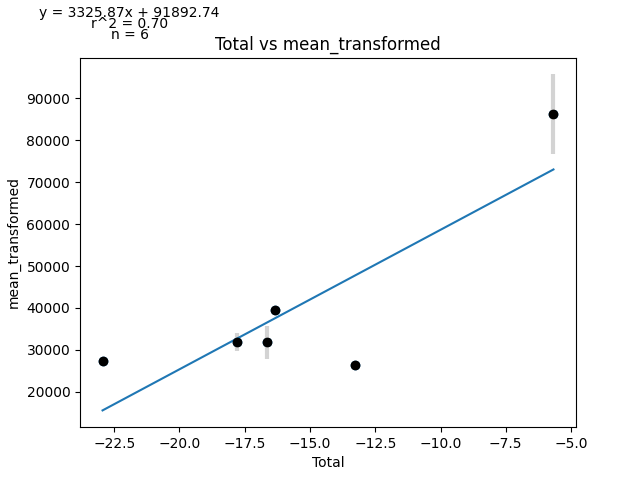 y = 3325.87x + 91892.74
r^2 = 0.70
n = 6
Total vs mean_transformed
90000
80000
70000
60000
50000
40000
30000
20000
mean_transformed
−22.5 −20.0 −17.5 −15.0 −12.5 −10.0 −7.5 −5.0
Total